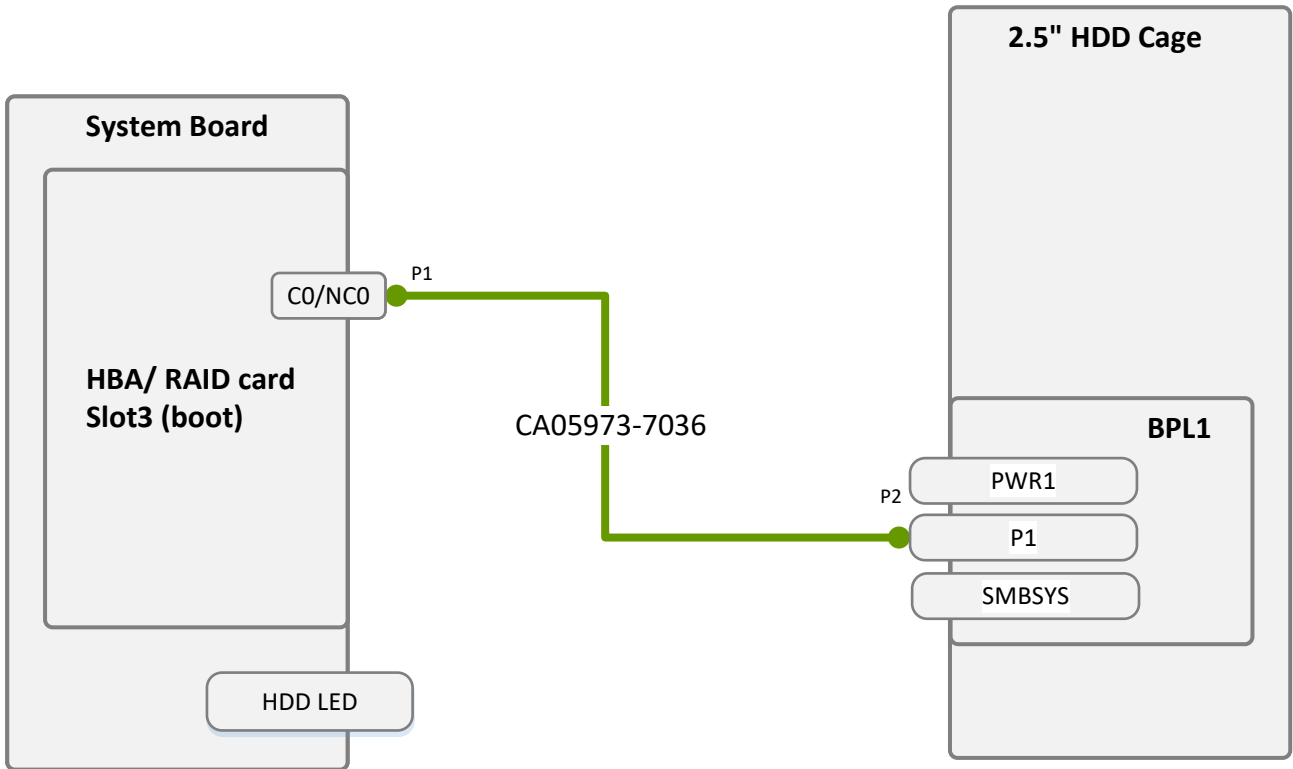 2.5" HDD Cage
System Board
P1
C0/NC0
HBA/ RAID card
Slot3 (boot)
CA05973-7036
BPL1
PWR1
P2
P1
SMBSYS
HDD LED